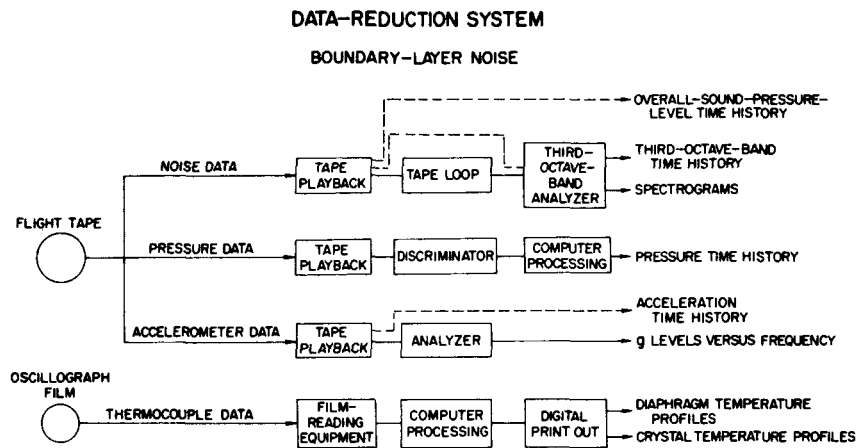 DATA-REDUCTION SYSTEM
BOUNDARY-LAYER NOISE
OVERALL-SOUND-PRESSURE-
LEVEL TIME HISTORY
NOISE DATA
TAPE
PLAYBACK
TAPE LOOP
THIRD-
OCTAVE-
BAND
ANALYZER
THIRD-OCTAVE-BAND
TIME HISTORY
SPECTROGRAMS
FLIGHT TAPE
PRESSURE DATA
TAPE
PLAYBACK
DISCRIMINATOR
COMPUTER
PROCESSING
PRESSURE TIME HISTORY
ACCELEROMETER DATA
TAPE
PLAYBACK
ANALYZER
ACCELERATION
TIME HISTORY
g LEVELS VERSUS FREQUENCY
OSCILLOGRAPH
FILM
THERMOCOUPLE DATA
FILM-
READING
EQUIPMENT
COMPUTER
PROCESSING
DIGITAL
PRINT OUT
DIAPHRAGM TEMPERATURE
PROFILES
CRYSTAL TEMPERATURE PROFILES